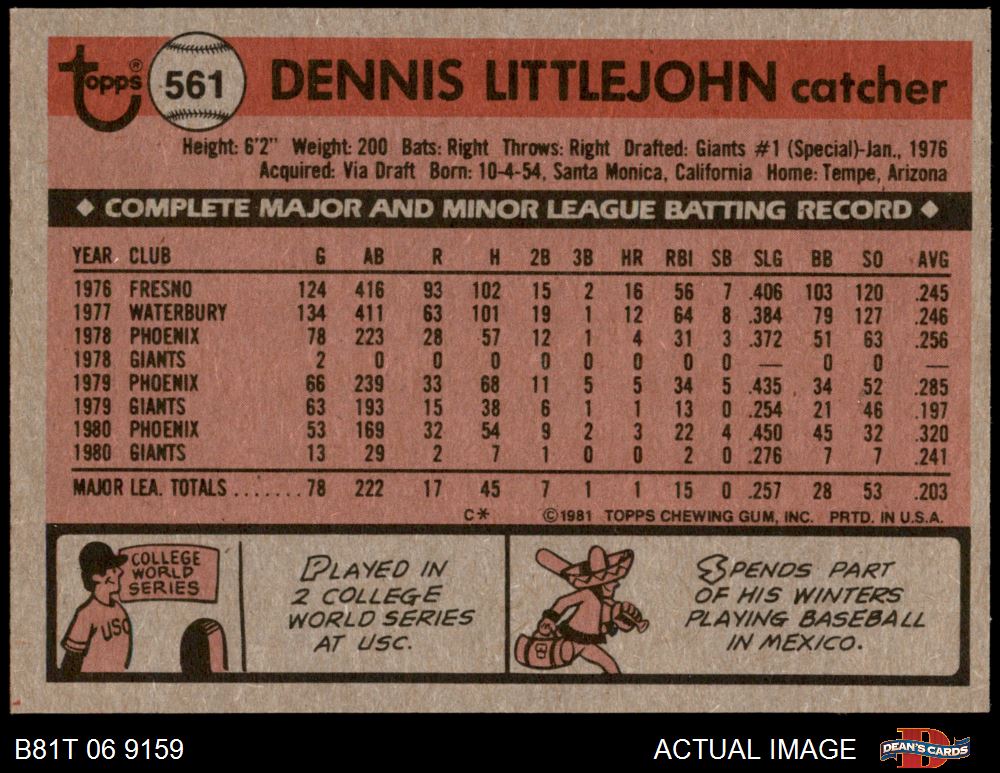 topps® 561 DENNIS LITTLEJOHN catcher
Height: 6'2" Weight: 200 Bats: Right Throws: Right Drafted: Giants #1 (Special)-Jan., 1976
Acquired: Via Draft Born: 10-4-54, Santa Monica, California Home: Tempe, Arizona
◆ COMPLETE MAJOR AND MINOR LEAGUE BATTING RECORD ◆
YEAR CLUB G AB R H 2B 3B HR RBI SB SLG BB SO AVG
1976 FRESNO 124 416 93 102 15 2 16 56 7 .406 103 120 .245
1977 WATERBURY 134 411 63 101 19 1 12 64 8 .384 79 127 .246
1978 PHOENIX 78 223 28 57 12 1 4 31 3 .372 51 63 .256
1978 GIANTS 2 0 0 0 0 0 0 0 0 — 0 0 —
1979 PHOENIX 66 239 33 68 11 5 5 34 5 .435 34 52 .285
1979 GIANTS 63 193 15 38 6 1 1 13 0 .254 21 46 .197
1980 PHOENIX 53 169 32 54 9 2 3 22 4 .450 45 32 .320
1980 GIANTS 13 29 2 7 1 0 0 2 0 .276 7 7 .241
MAJOR LEA. TOTALS.......78 222 17 45 7 1 1 15 0 .257 28 53 .203
C* ©1981 TOPPS CHEWING GUM, INC. PRTD. IN U.S.A.
COLLEGE
WORLD
SERIES
USC
PLAYED IN
2 COLLEGE
WORLD SERIES
AT USC.
SPENDS PART
OF HIS WINTERS
PLAYING BASEBALL
IN MEXICO.
B81T 06 9159 ACTUAL IMAGE DEAN'S CARDS